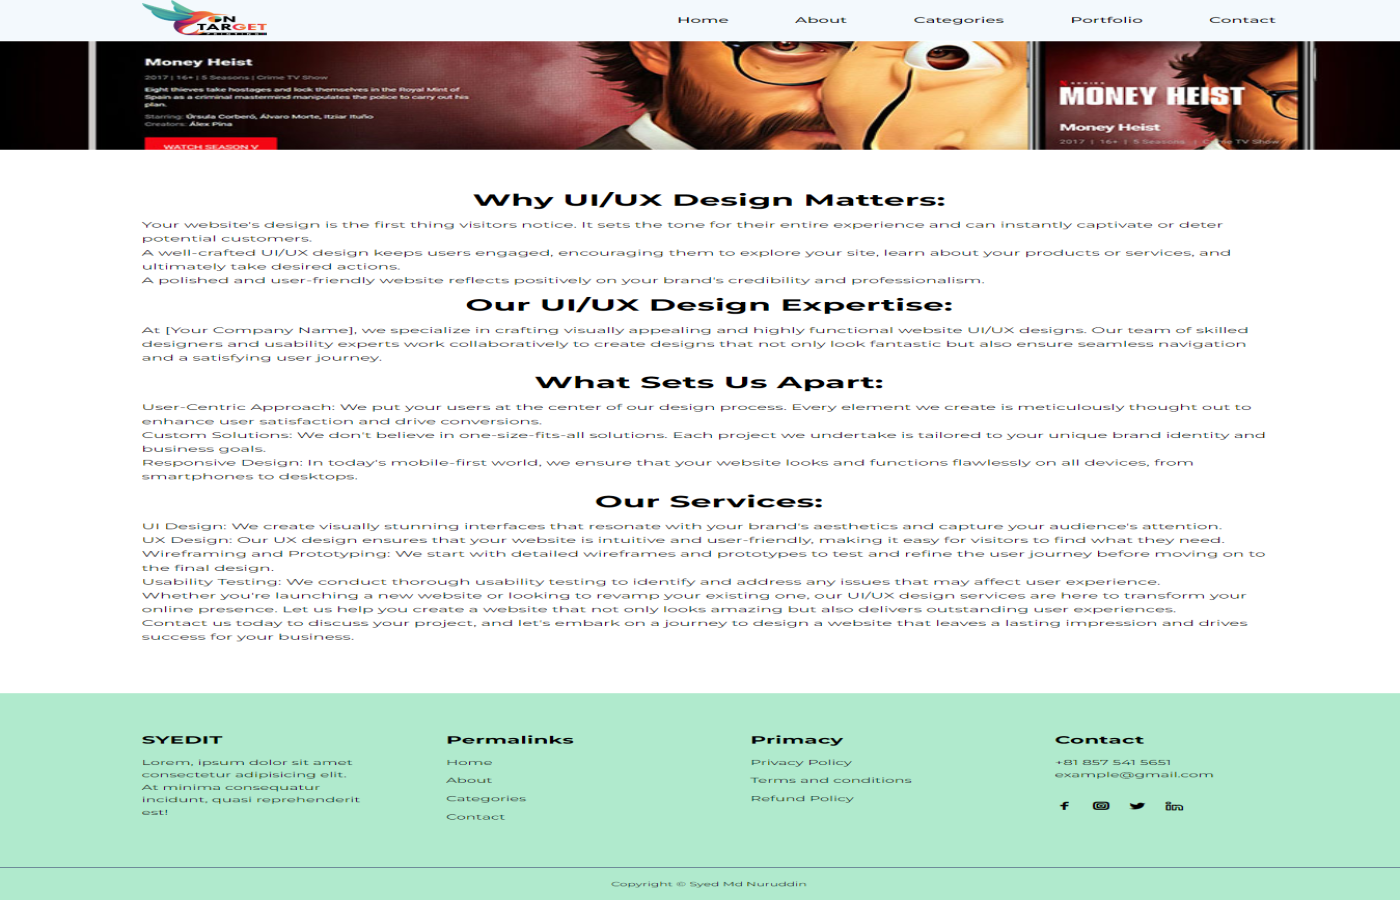 ON
TARGET
PRINTING
Home About Categories Portfolio Contact
Money Heist
2017 | 16+ | 5 Seasons | Crime TV Show
Eight thieves take hostages and lock themselves in the Royal Mint of
Spain as a criminal mastermind manipulates the police to carry out his
plan.
Starring: Úrsula Corberó, Álvaro Morte, Itziar Ituño
Creators: Álex Pina
WATCH SEASON V
SERIES
MONEY HEIST
Money Heist
2017 | 16+ | 5 Seasons | Crime TV Show
Why UI/UX Design Matters:
Your website's design is the first thing visitors notice. It sets the tone for their entire experience and can instantly captivate or deter
potential customers.
A well-crafted UI/UX design keeps users engaged, encouraging them to explore your site, learn about your products or services, and
ultimately take desired actions.
A polished and user-friendly website reflects positively on your brand's credibility and professionalism.
Our UI/UX Design Expertise:
At [Your Company Name], we specialize in crafting visually appealing and highly functional website UI/UX designs. Our team of skilled
designers and usability experts work collaboratively to create designs that not only look fantastic but also ensure seamless navigation
and a satisfying user journey.
What Sets Us Apart:
User-Centric Approach: We put your users at the center of our design process. Every element we create is meticulously thought out to
enhance user satisfaction and drive conversions.
Custom Solutions: We don't believe in one-size-fits-all solutions. Each project we undertake is tailored to your unique brand identity and
business goals.
Responsive Design: In today's mobile-first world, we ensure that your website looks and functions flawlessly on all devices, from
smartphones to desktops.
Our Services:
UI Design: We create visually stunning interfaces that resonate with your brand's aesthetics and capture your audience's attention.
UX Design: Our UX design ensures that your website is intuitive and user-friendly, making it easy for visitors to find what they need.
Wireframing and Prototyping: We start with detailed wireframes and prototypes to test and refine the user journey before moving on to
the final design.
Usability Testing: We conduct thorough usability testing to identify and address any issues that may affect user experience.
Whether you're launching a new website or looking to revamp your existing one, our UI/UX design services are here to transform your
online presence. Let us help you create a website that not only looks amazing but also delivers outstanding user experiences.
Contact us today to discuss your project, and let's embark on a journey to design a website that leaves a lasting impression and drives
success for your business.
SYEDIT
Lorem, ipsum dolor sit amet
consectetur adipisicing elit.
At minima consequatur
incidunt, quasi reprehenderit
est!
Permalinks
Home
About
Categories
Contact
Primacy
Privacy Policy
Terms and conditions
Refund Policy
Contact
+81 857 541 5651
example@gmail.com
Copyright © Syed Md Nuruddin